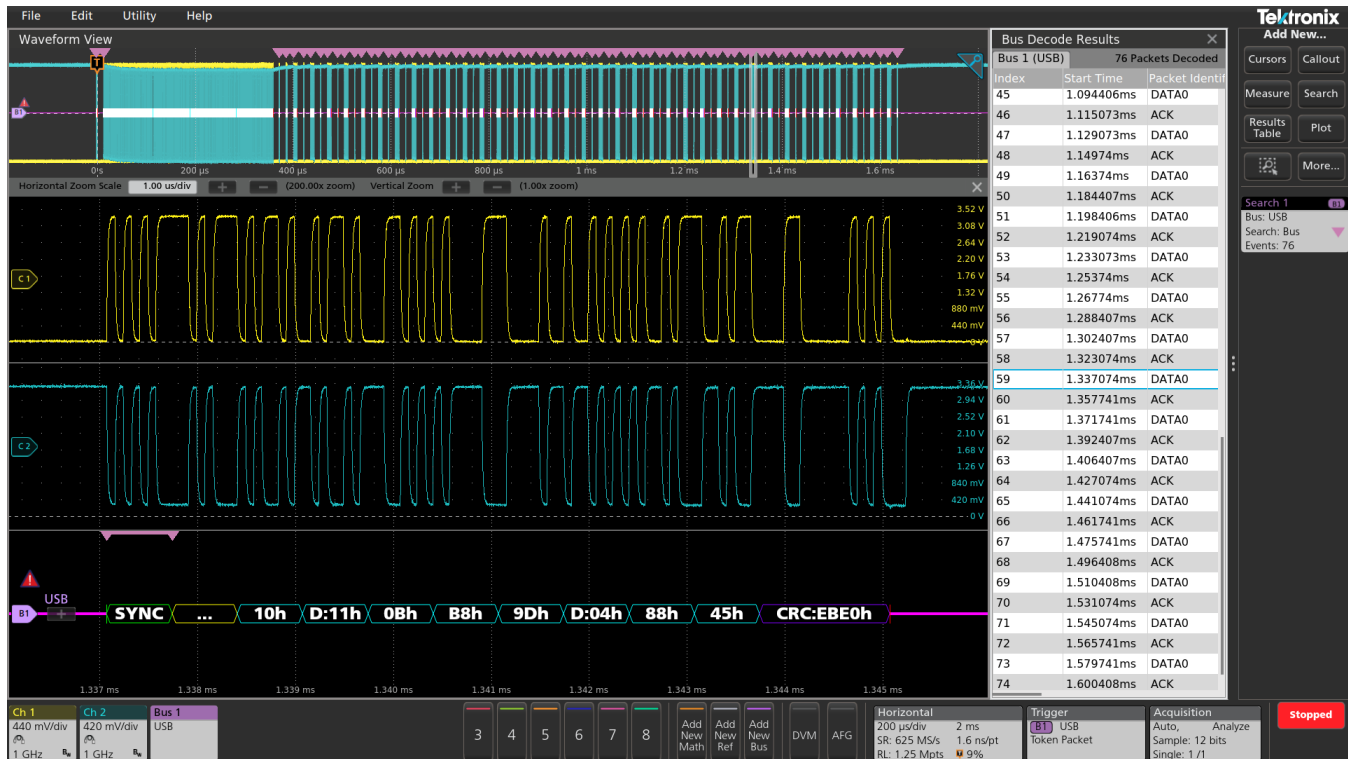 File Edit Utility Help
Tektronix
Waveform View
Bus Decode Results
Add New...
Bus 1 (USB) 76 Packets Decoded
Cursors Callout
Index Start Time Packet Identif
45 1.094406ms DATA0
46 1.115073ms ACK
47 1.129073ms DATA0
48 1.14974ms ACK
49 1.16374ms DATA0
50 1.184407ms ACK
51 1.198406ms DATA0
52 1.219074ms ACK
53 1.233073ms DATA0
54 1.25374ms ACK
55 1.26774ms DATA0
56 1.288407ms ACK
57 1.302407ms DATA0
58 1.323074ms ACK
59 1.337074ms DATA0
60 1.357741ms ACK
61 1.371741ms DATA0
62 1.392407ms ACK
63 1.406407ms DATA0
64 1.427074ms ACK
65 1.441074ms DATA0
66 1.461741ms ACK
67 1.475741ms DATA0
68 1.496408ms ACK
69 1.510408ms DATA0
70 1.531074ms ACK
71 1.545074ms DATA0
72 1.565741ms ACK
73 1.579741ms DATA0
74 1.600408ms ACK
Measure Search
Results Table Plot
More...
Search 1 B1
Bus: USB
Search: Bus
Events: 76
T
B1
0 s 200 µs 400 µs 600 µs 800 µs 1 ms 1.2 ms 1.4 ms 1.6 ms
Horizontal Zoom Scale 1.00 us/div + — (200.00x zoom) Vertical Zoom + — (1.00x zoom)
3.52 V
3.08 V
2.64 V
2.20 V
C1
1.76 V
1.32 V
880 mV
440 mV
0 V
3.36 V
2.94 V
2.52 V
2.10 V
C2
1.68 V
1.26 V
840 mV
420 mV
0 V
USB
B1 + SYNC ... 10h D:11h 0Bh B8h 9Dh D:04h 88h 45h CRC:EBE0h
1.337 ms 1.338 ms 1.339 ms 1.340 ms 1.341 ms 1.342 ms 1.343 ms 1.344 ms 1.345 ms
Ch 1
440 mV/div
1 GHz
Ch 2
420 mV/div
1 GHz
Bus 1
USB
3 4 5 6 7 8
Add New Math
Add New Ref
Add New Bus
DVM AFG
Horizontal
200 µs/div 2 ms
SR: 625 MS/s 1.6 ns/pt
RL: 1.25 Mpts 9%
Trigger
B1 USB
Token Packet
Acquisition
Auto, Analyze
Sample: 12 bits
Single: 1 /1
Stopped